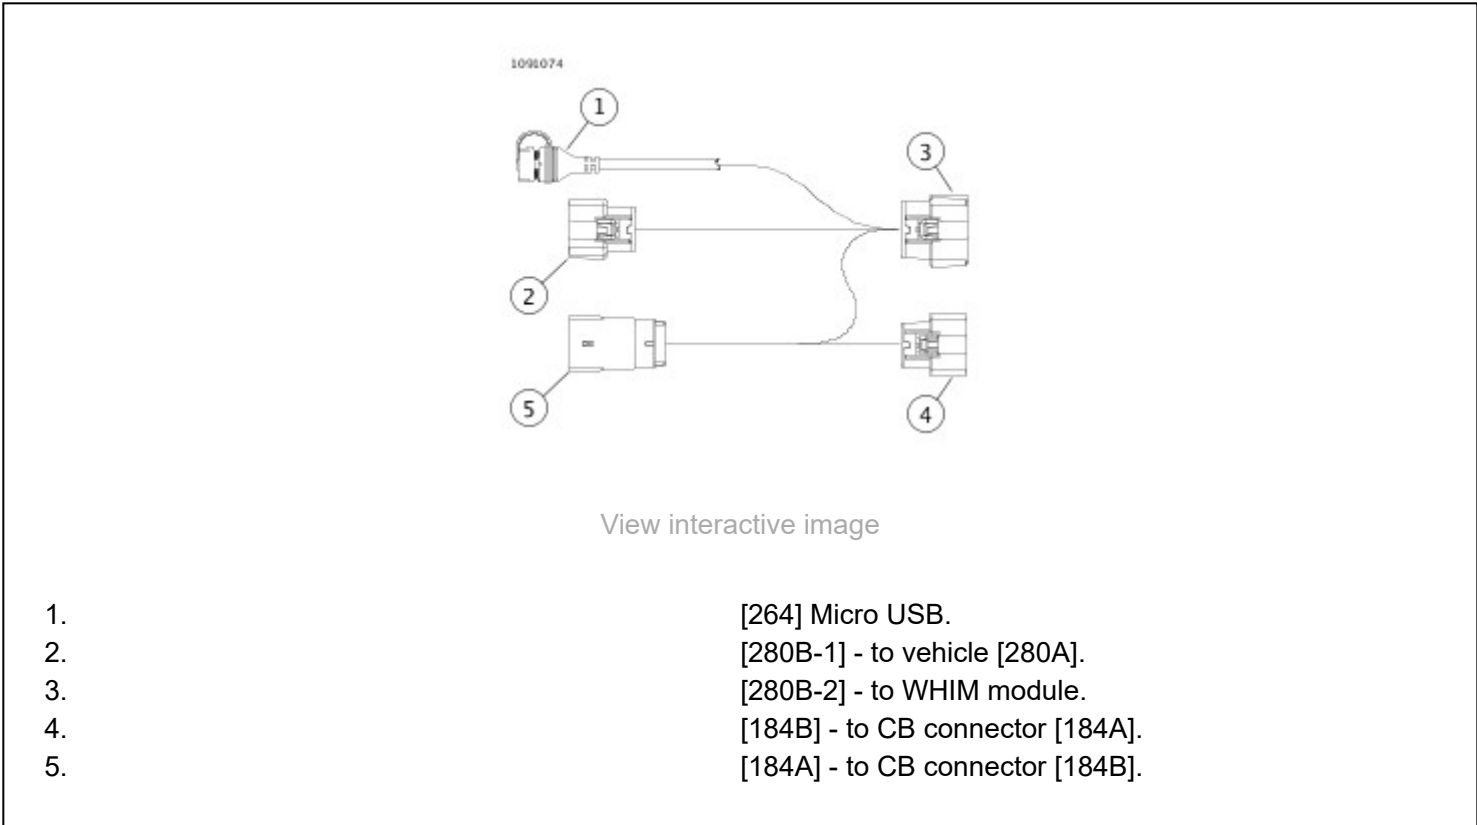 1091074
1
3
2
5
4
View interactive image
1. [264] Micro USB.
2. [280B-1] - to vehicle [280A].
3. [280B-2] - to WHIM module.
4. [184B] - to CB connector [184A].
5. [184A] - to CB connector [184B].